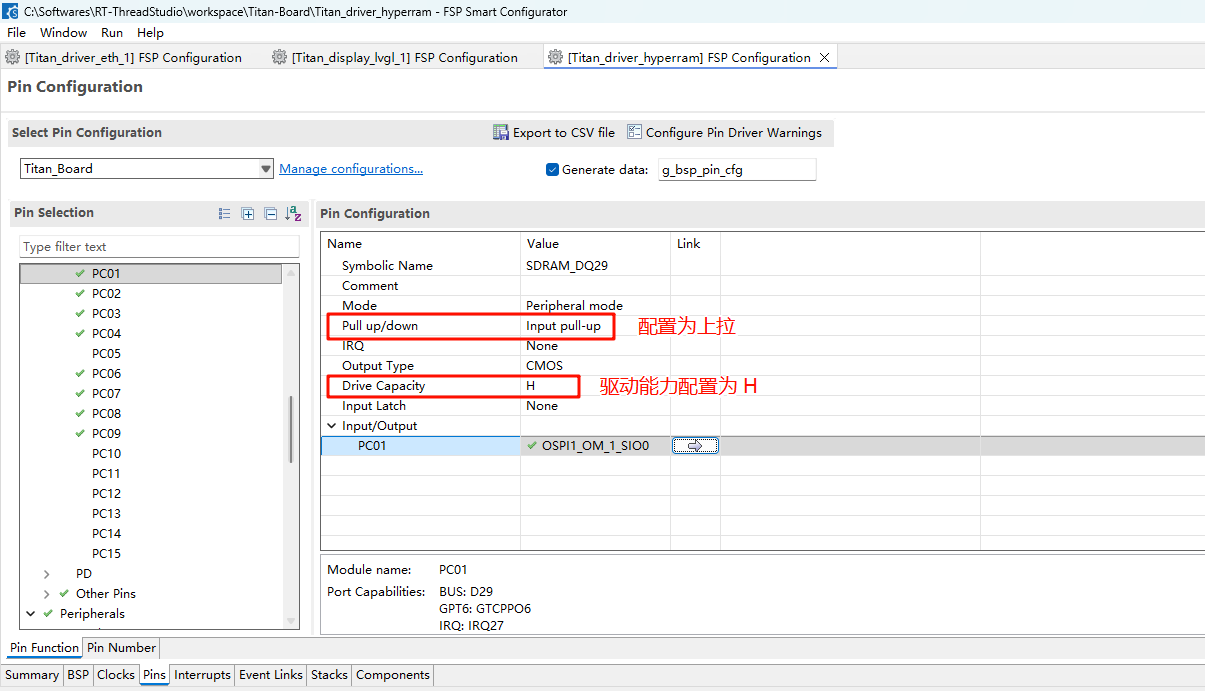 C:\Softwares\RT-ThreadStudio\workspace\Titan-Board\Titan_driver_hyperram - FSP Smart Configurator
File Window Run Help
[Titan_driver_eth_1] FSP Configuration [Titan_display_lvgl_1] FSP Configuration [Titan_driver_hyperram] FSP Configuration
Pin Configuration
Select Pin Configuration Export to CSV file Configure Pin Driver Warnings
Titan_Board Manage configurations... Generate data: g_bsp_pin_cfg
Pin Selection
Type filter text
PC01
PC02
PC03
PC04
PC05
PC06
PC07
PC08
PC09
PC10
PC11
PC12
PC13
PC14
PC15
PD
Other Pins
Peripherals
Pin Configuration
Name Value Link
Symbolic Name SDRAM_DQ29
Comment
Mode Peripheral mode
Pull up/down Input pull-up 配置为上拉
IRQ None
Output Type CMOS
Drive Capacity H 驱动能力配置为 H
Input Latch None
Input/Output
PC01 OSPI1_OM_1_SIO0
Module name: PC01
Port Capabilities: BUS: D29
GPT6: GTCPPO6
IRQ: IRQ27
Pin Function Pin Number
Summary BSP Clocks Pins Interrupts Event Links Stacks Components